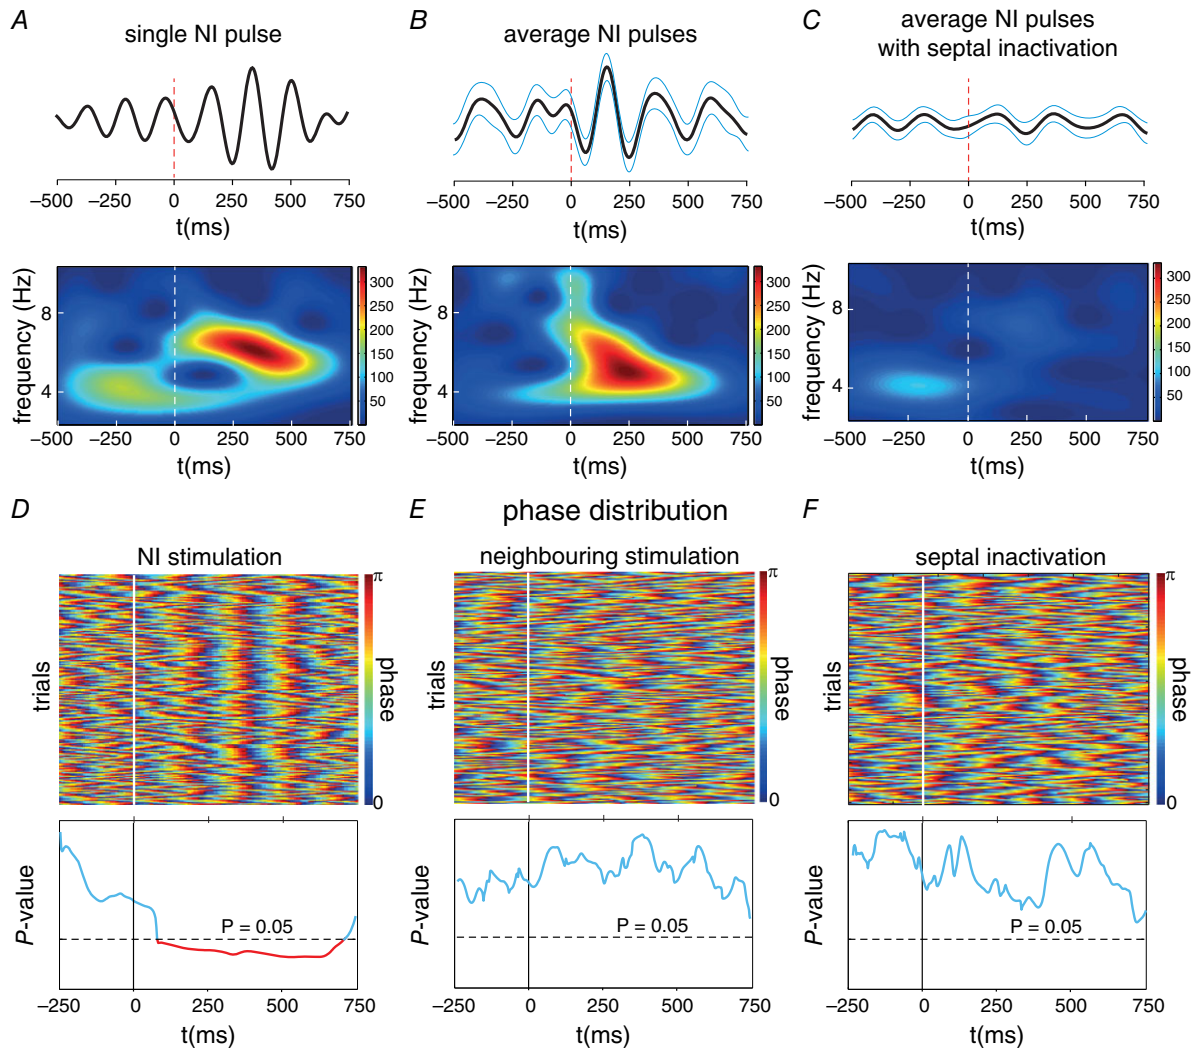 A
single NI pulse
–500 –250 0 250 500 750
t(ms)
B
average NI pulses
–500 –250 0 250 500 750
t(ms)
C
average NI pulses
with septal inactivation
–500 –250 0 250 500 750
t(ms)
frequency (Hz)
8
4
–500 –250 0 250 500 750
t(ms)
300
250
200
150
100
50
frequency (Hz)
8
4
–500 –250 0 250 500 750
t(ms)
300
250
200
150
100
50
frequency (Hz)
8
4
–500 –250 0 250 500 750
t(ms)
300
250
200
150
100
50
phase distribution
D
NI stimulation
trials
π
phase
0
E
neighbouring stimulation
trials
π
phase
0
F
septal inactivation
trials
π
phase
0
P-value
P = 0.05
–250 0 250 500 750
t(ms)
P-value
P = 0.05
–250 0 250 500 750
t(ms)
P-value
P = 0.05
–250 0 250 500 750
t(ms)